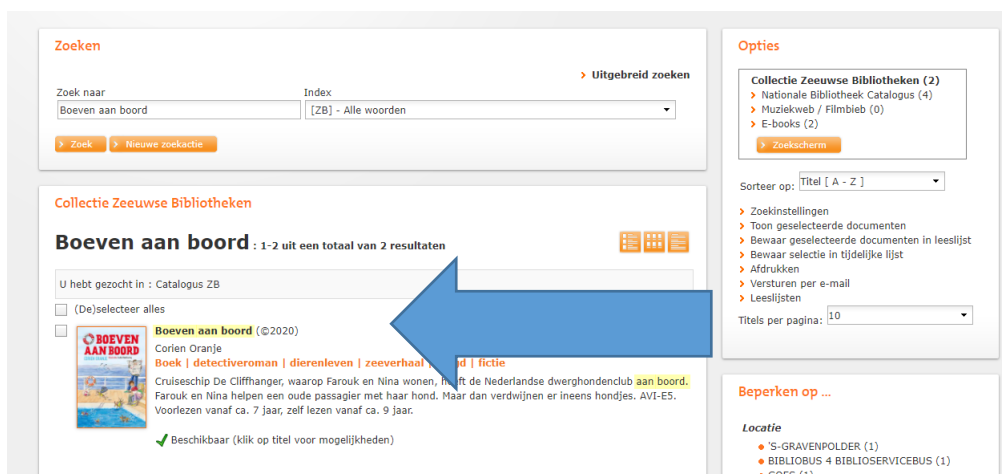 Zoeken
Uitgebreid zoeken
Zoek naar
Index
Boeven aan boord
[ZB] - Alle woorden
Zoek
Nieuwe zoekactie
Collectie Zeeuwse Bibliotheken
Boeven aan boord : 1-2 uit een totaal van 2 resultaten
U hebt gezocht in : Catalogus ZB
(De)selecteer alles
BOEVEN
AAN BOORD
Boeven aan boord (©2020)
Corien Oranje
Boek | detectiveroman | dierenleven | zeeverhaal | | fictie
Cruiseschip De Cliffhanger, waarop Farouk en Nina wonen, de Nederlandse dwerghondenclub aan boord.
Farouk en Nina helpen een oude passagier met haar hond. Maar dan verdwijnen er ineens hondjes. AVI-E5.
Voorlezen vanaf ca. 7 jaar, zelf lezen vanaf ca. 9 jaar.
Beschikbaar (klik op titel voor mogelijkheden)
Opties
Collectie Zeeuwse Bibliotheken (2)
Nationale Bibliotheek Catalogus (4)
Muziekweb / Filmbieb (0)
E-books (2)
Zoekscherm
Sorteer op: Titel [ A - Z ]
Zoekinstellingen
Toon geselecteerde documenten
Bewaar geselecteerde documenten in leeslijst
Bewaar selectie in tijdelijke lijst
Afdrukken
Versturen per e-mail
Leeslijsten
Titels per pagina: 10
Beperken op ...
Locatie
'S-GRAVENPOLDER (1)
BIBLIOBUS 4 BIBLIOSERVICEBUS (1)